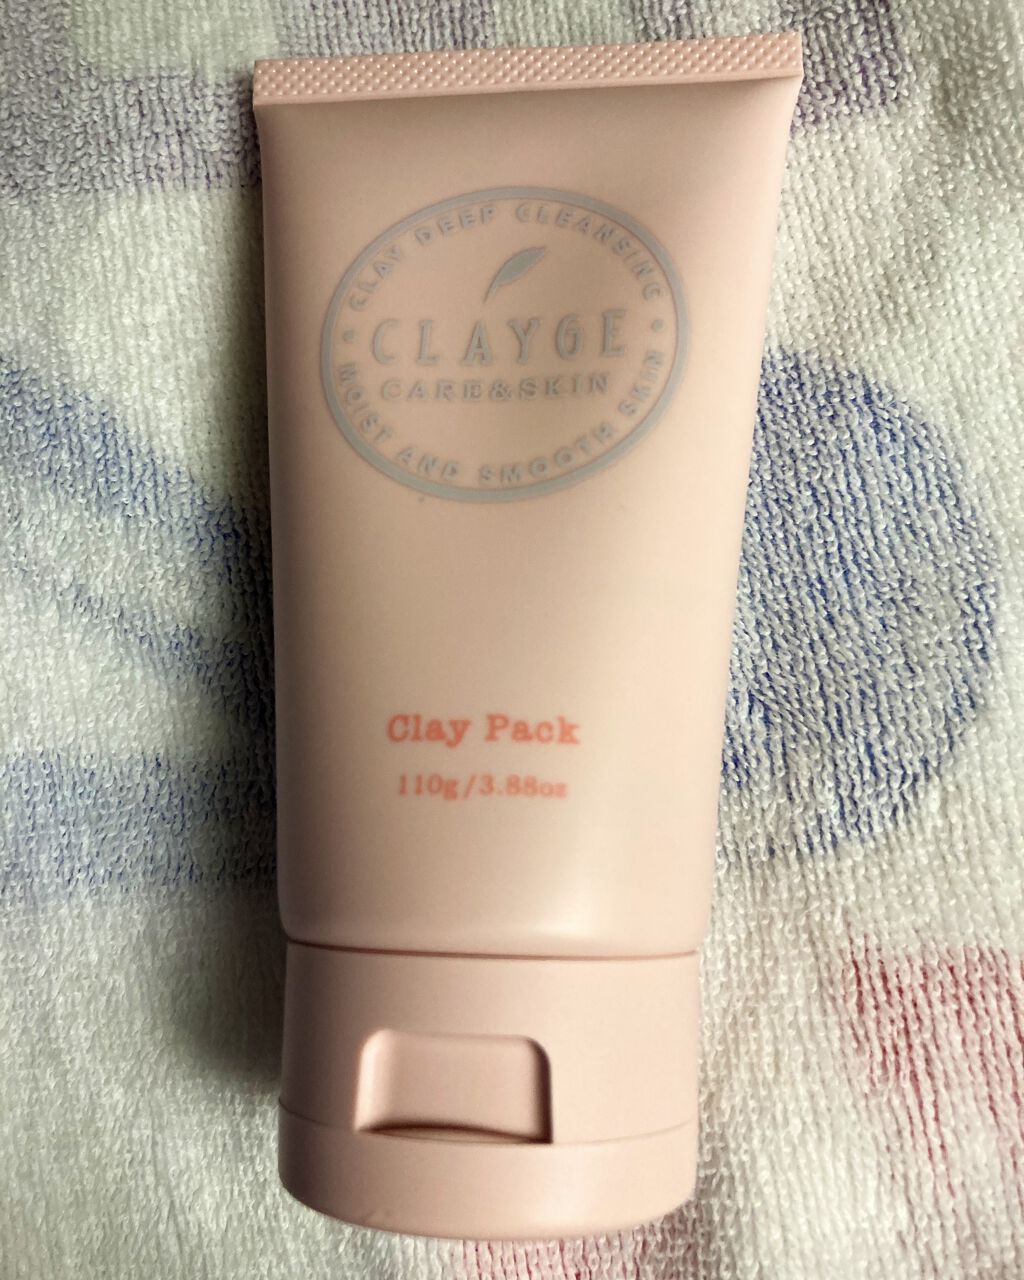 CLAY DEEP CLEANSING
CLAYGE
CARE&SKIN
MOIST AND SMOOTH SKIN
Clay Pack
110g/3.88oz